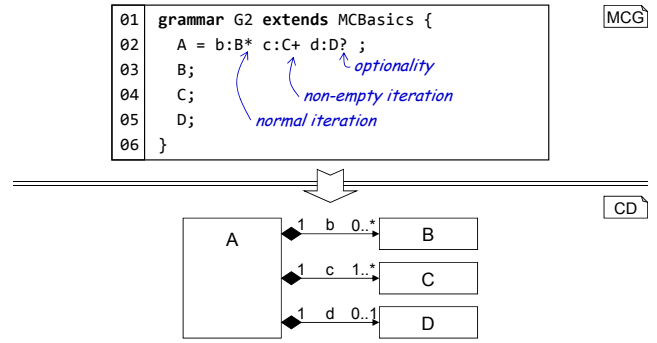 MCG
01 grammar G2 extends MCBasics {
02 A = b:B* c:C+ d:D? ;
03 B;
optionality
04 C;
non-empty iteration
05 D;
normal iteration
06 }
CD
A
1 b 0..*
B
1 c 1..*
C
1 d 0..1
D